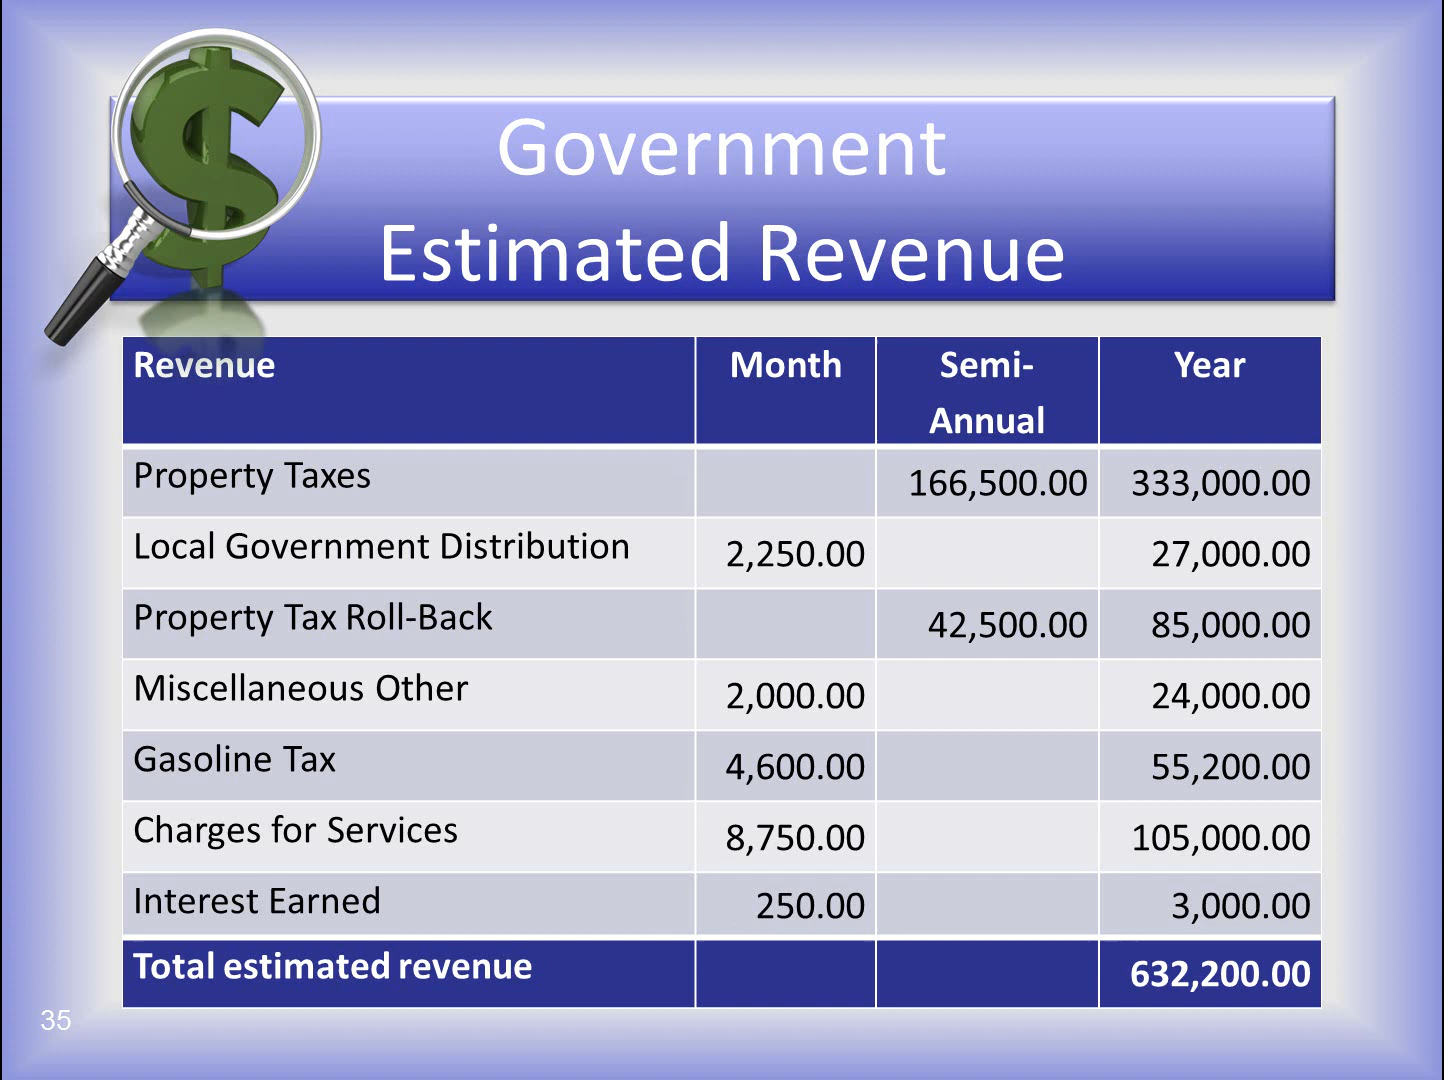 Government
Estimated Revenue
Revenue Month Semi- Year
Annual
Property Taxes 166,500.00 333,000.00
Local Government Distribution 2,250.00 27,000.00
Property Tax Roll-Back 42,500.00 85,000.00
Miscellaneous Other 2,000.00 24,000.00
Gasoline Tax 4,600.00 55,200.00
Charges for Services 8,750.00 105,000.00
Interest Earned 250.00 3,000.00
Total estimated revenue 632,200.00
35